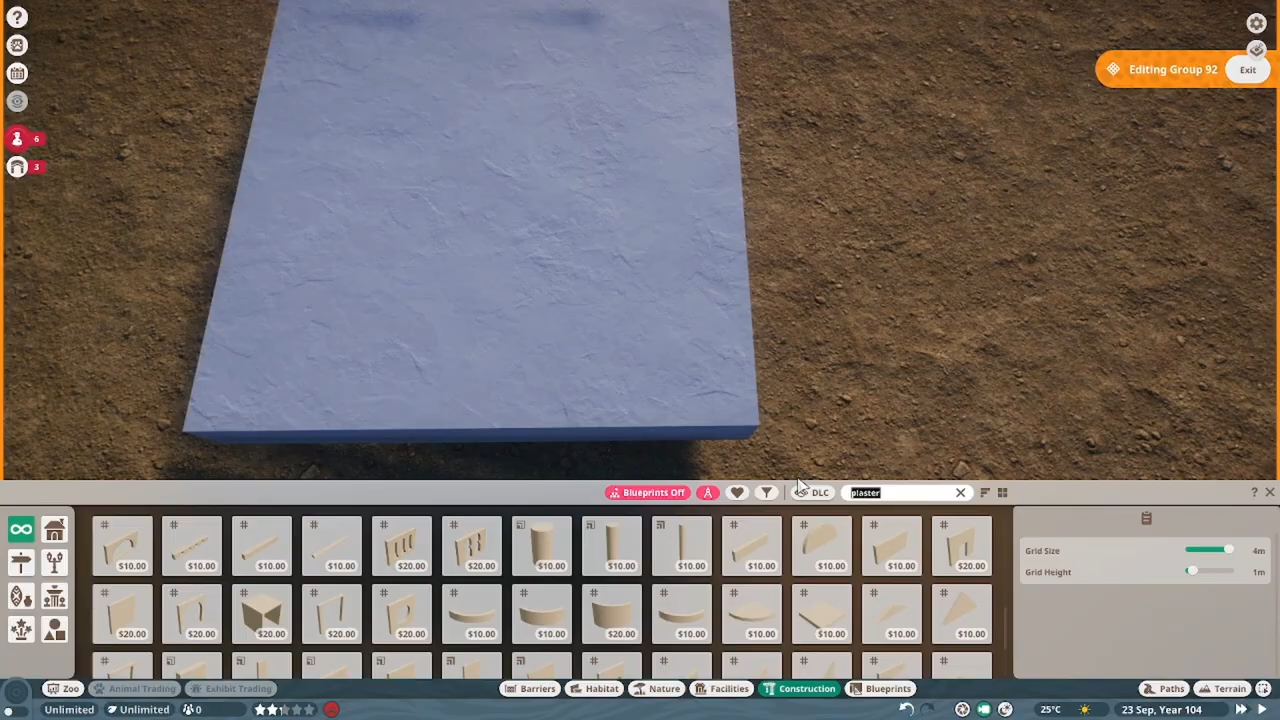 ?
Editing Group 92
Exit
6
3
Blueprints Off
DLC
plaster
?
$10.00 $10.00 $10.00 $10.00 $20.00 $20.00 $10.00 $10.00 $10.00 $10.00 $10.00 $10.00 $20.00
$20.00 $20.00 $20.00 $20.00 $20.00 $10.00 $10.00 $20.00 $10.00 $10.00 $10.00 $10.00 $10.00
Grid Size 4m
Grid Height 1m
Zoo Animal Trading Exhibit Trading Barriers Habitat Nature Facilities Construction Blueprints Paths Terrain
Unlimited Unlimited 0 25°C 23 Sep, Year 104